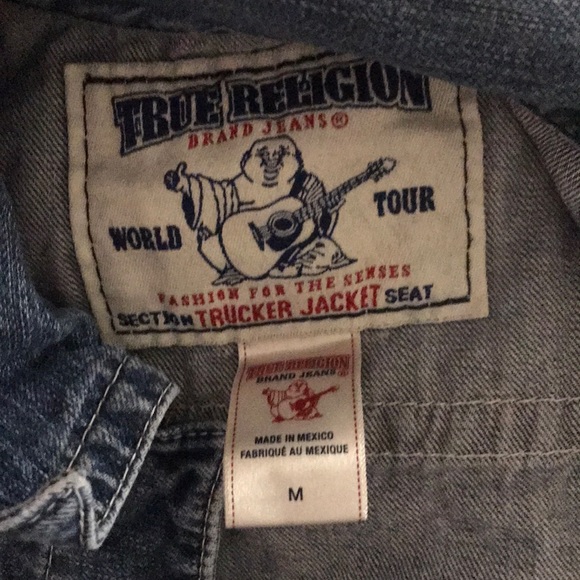 TRUE RELIGION
BRAND JEANS®
WORLD TOUR
FASHION FOR THE SENSES
SECTION TRUCKER JACKET SEAT
TRUE RELIGION
BRAND JEANS®
MADE IN MEXICO
FABRIQUÉ AU MEXIQUE
M